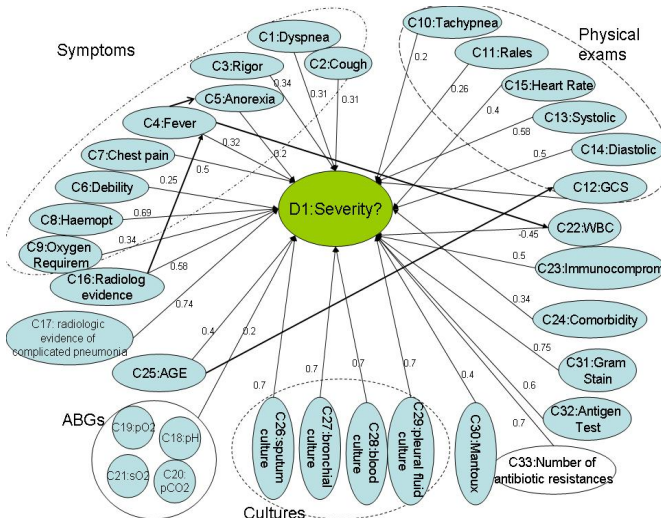 Symptoms
Physical
exams
C1:Dyspnea
C2:Cough
C3:Rigor
C5:Anorexia
C4:Fever
C7:Chest pain
C6:Debility
C8:Haemopt
C9:Oxygen
Requirem
C16:Radiolog
evidence
C17: radiologic
evidence of
complicated pneumonia
C25:AGE
C10:Tachypnea
C11:Rales
C15:Heart Rate
C13:Systolic
C14:Diastolic
C12:GCS
C22:WBC
C23:Immunocomprom
C24:Comorbidity
C31:Gram
Stain
C32:Antigen
Test
C33:Number of
antibiotic resistances
D1:Severity?
0.34
0.31
0.31
0.2
0.26
0.4
0.58
0.5
0.32
0.2
0.5
0.25
0.69
0.34
0.58
0.74
0.4
0.2
-0.45
0.5
0.34
0.75
0.6
0.7
0.4
0.7
0.7
0.7
0.7
ABGs
C19:pO2
C18:pH
C21:sO2
C20:
pCO2
C26:sputum
culture
C27:bronchial
culture
C28:blood
culture
C29:pleural fluid
culture
C30:Mantoux
Cultures